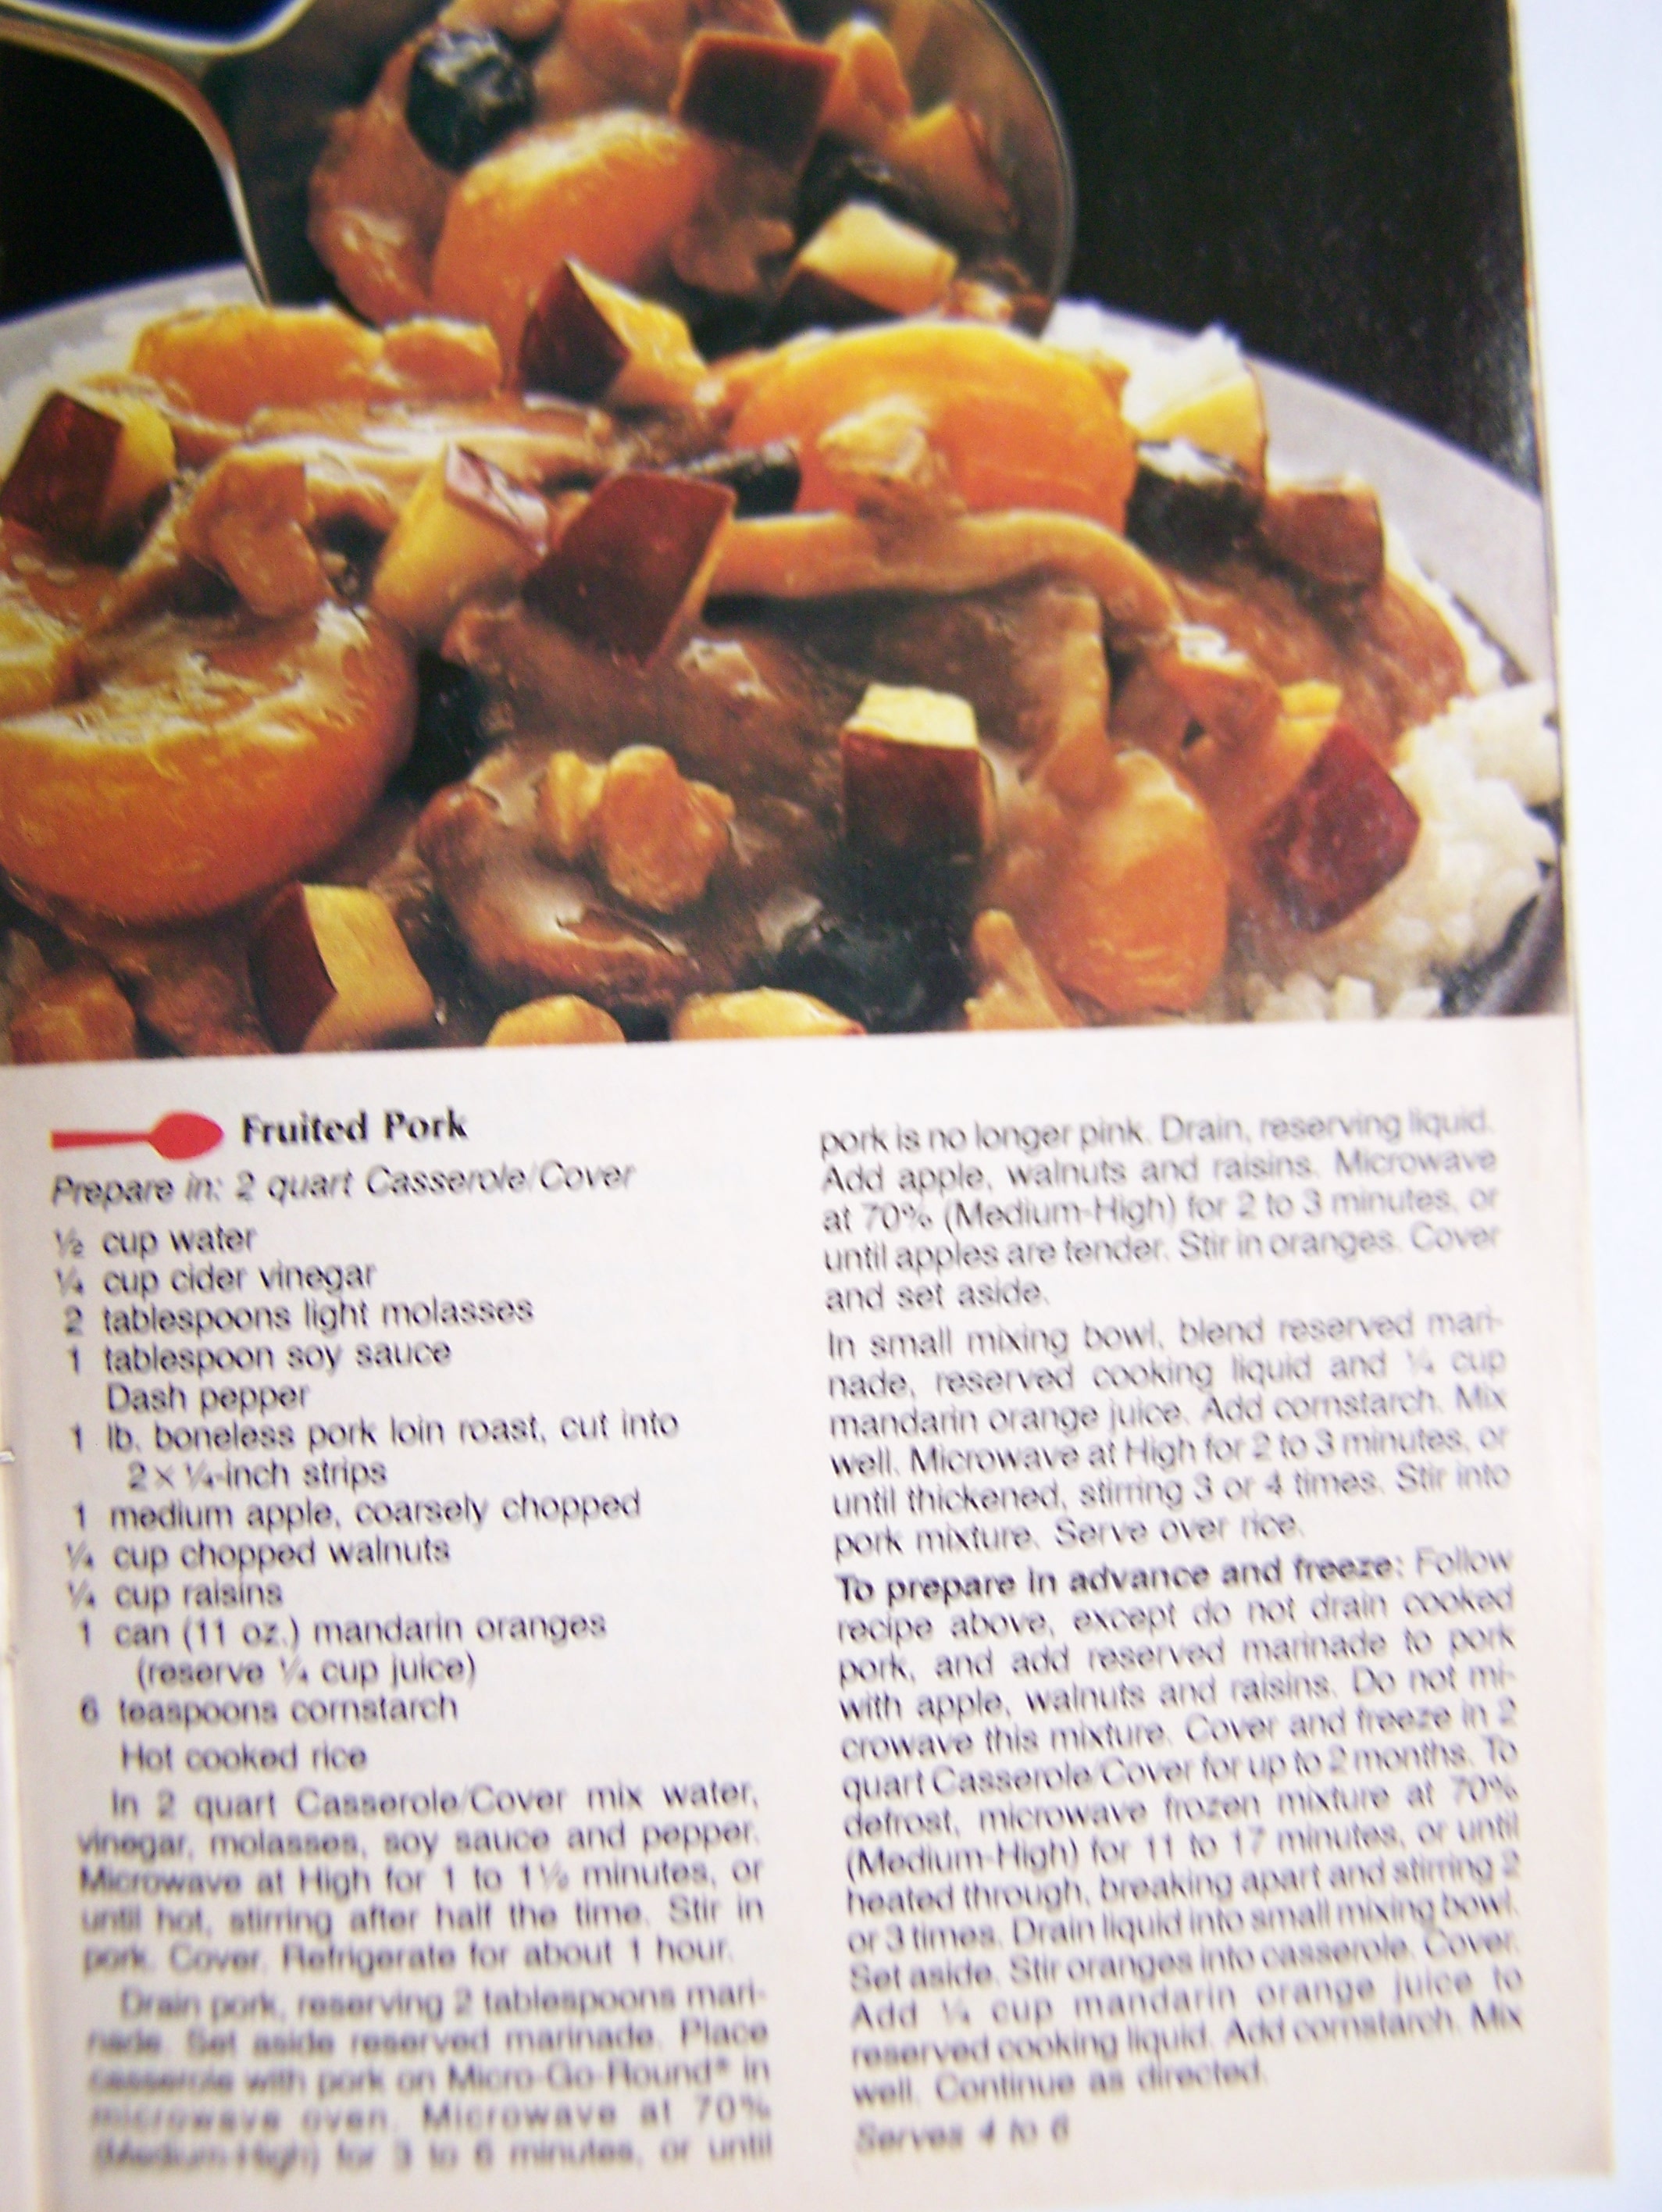 Fruited Pork
Prepare in: 2 quart Casserole/Cover
½ cup water
¼ cup cider vinegar
2 tablespoons light molasses
1 tablespoon soy sauce
Dash pepper
1 lb. boneless pork loin roast, cut into
2 × ¼-inch strips
1 medium apple, coarsely chopped
¼ cup chopped walnuts
¼ cup raisins
1 can (11 oz.) mandarin oranges
(reserve ¼ cup juice)
6 teaspoons cornstarch
Hot cooked rice
In 2 quart Casserole/Cover mix water,
vinegar, molasses, soy sauce and pepper.
Microwave at High for 1 to 1½ minutes, or
until hot, stirring after half the time. Stir in
pork. Cover. Refrigerate for about 1 hour.
Drain pork, reserving 2 tablespoons mari-
nade. Set aside reserved marinade. Place
casserole with pork on Micro-Go-Round® in
microwave oven. Microwave at 70%
(Medium-High) for 3 to 6 minutes, or until
pork is no longer pink. Drain, reserving liquid.
Add apple, walnuts and raisins. Microwave
at 70% (Medium-High) for 2 to 3 minutes, or
until apples are tender. Stir in oranges. Cover
and set aside.
In small mixing bowl, blend reserved mari-
nade, reserved cooking liquid and ¼ cup
mandarin orange juice. Add cornstarch. Mix
well. Microwave at High for 2 to 3 minutes, or
until thickened, stirring 3 or 4 times. Stir into
pork mixture. Serve over rice.
To prepare in advance and freeze: Follow
recipe above, except do not drain cooked
pork, and add reserved marinade to pork
with apple, walnuts and raisins. Do not mi-
crowave this mixture. Cover and freeze in 2
quart Casserole/Cover for up to 2 months. To
defrost, microwave frozen mixture at 70%
(Medium-High) for 11 to 17 minutes, or until
heated through, breaking apart and stirring 2
or 3 times. Drain liquid into small mixing bowl.
Set aside. Stir oranges into casserole. Cover.
Add ¼ cup mandarin orange juice to
reserved cooking liquid. Add cornstarch. Mix
well. Continue as directed.
Serves 4 to 6